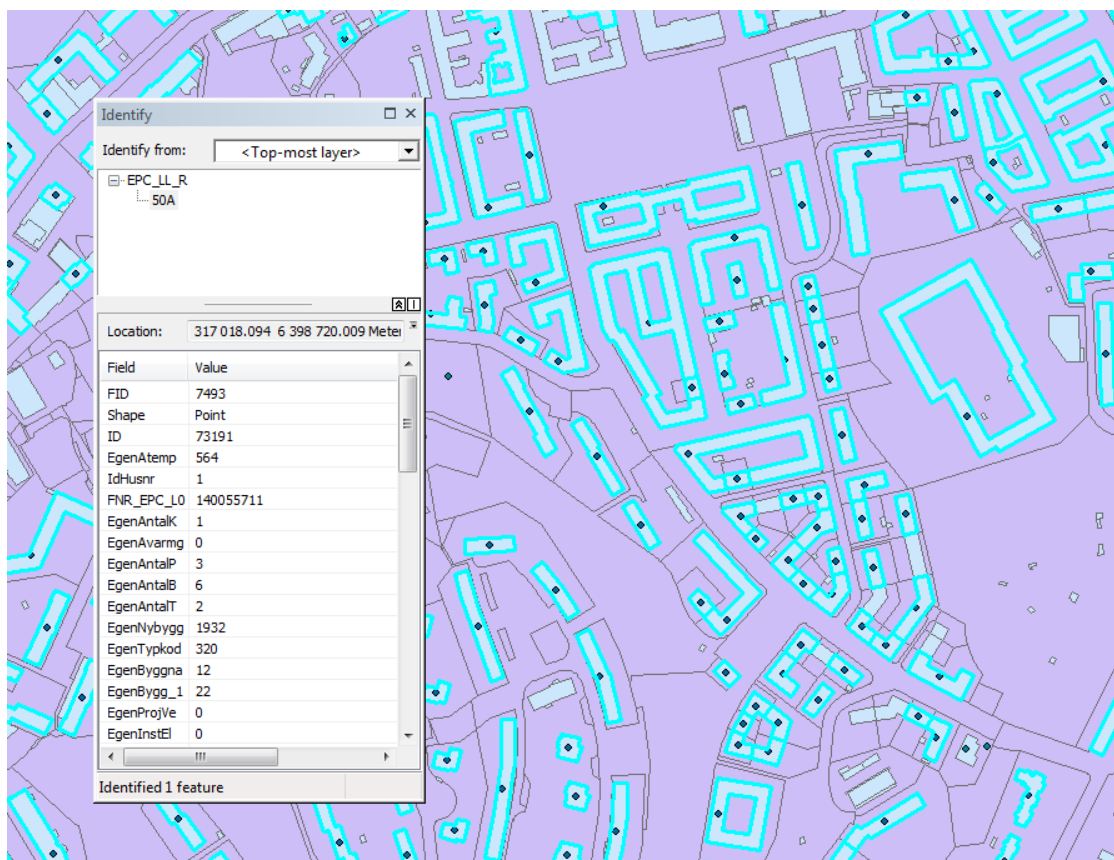 Identify
Identify from: <Top-most layer>
EPC_LL_R
50A
Location: 317 018.094 6 398 720.009 Meter
Field Value
FID 7493
Shape Point
ID 73191
EgenAtemp 564
IdHusnr 1
FNR_EPC_L0 140055711
EgenAntalK 1
EgenAvarmg 0
EgenAntalP 3
EgenAntalB 6
EgenAntalT 2
EgenNybygg 1932
EgenTypkod 320
EgenByggna 12
EgenBygg_1 22
EgenProjVe 0
EgenInstEl 0
Identified 1 feature